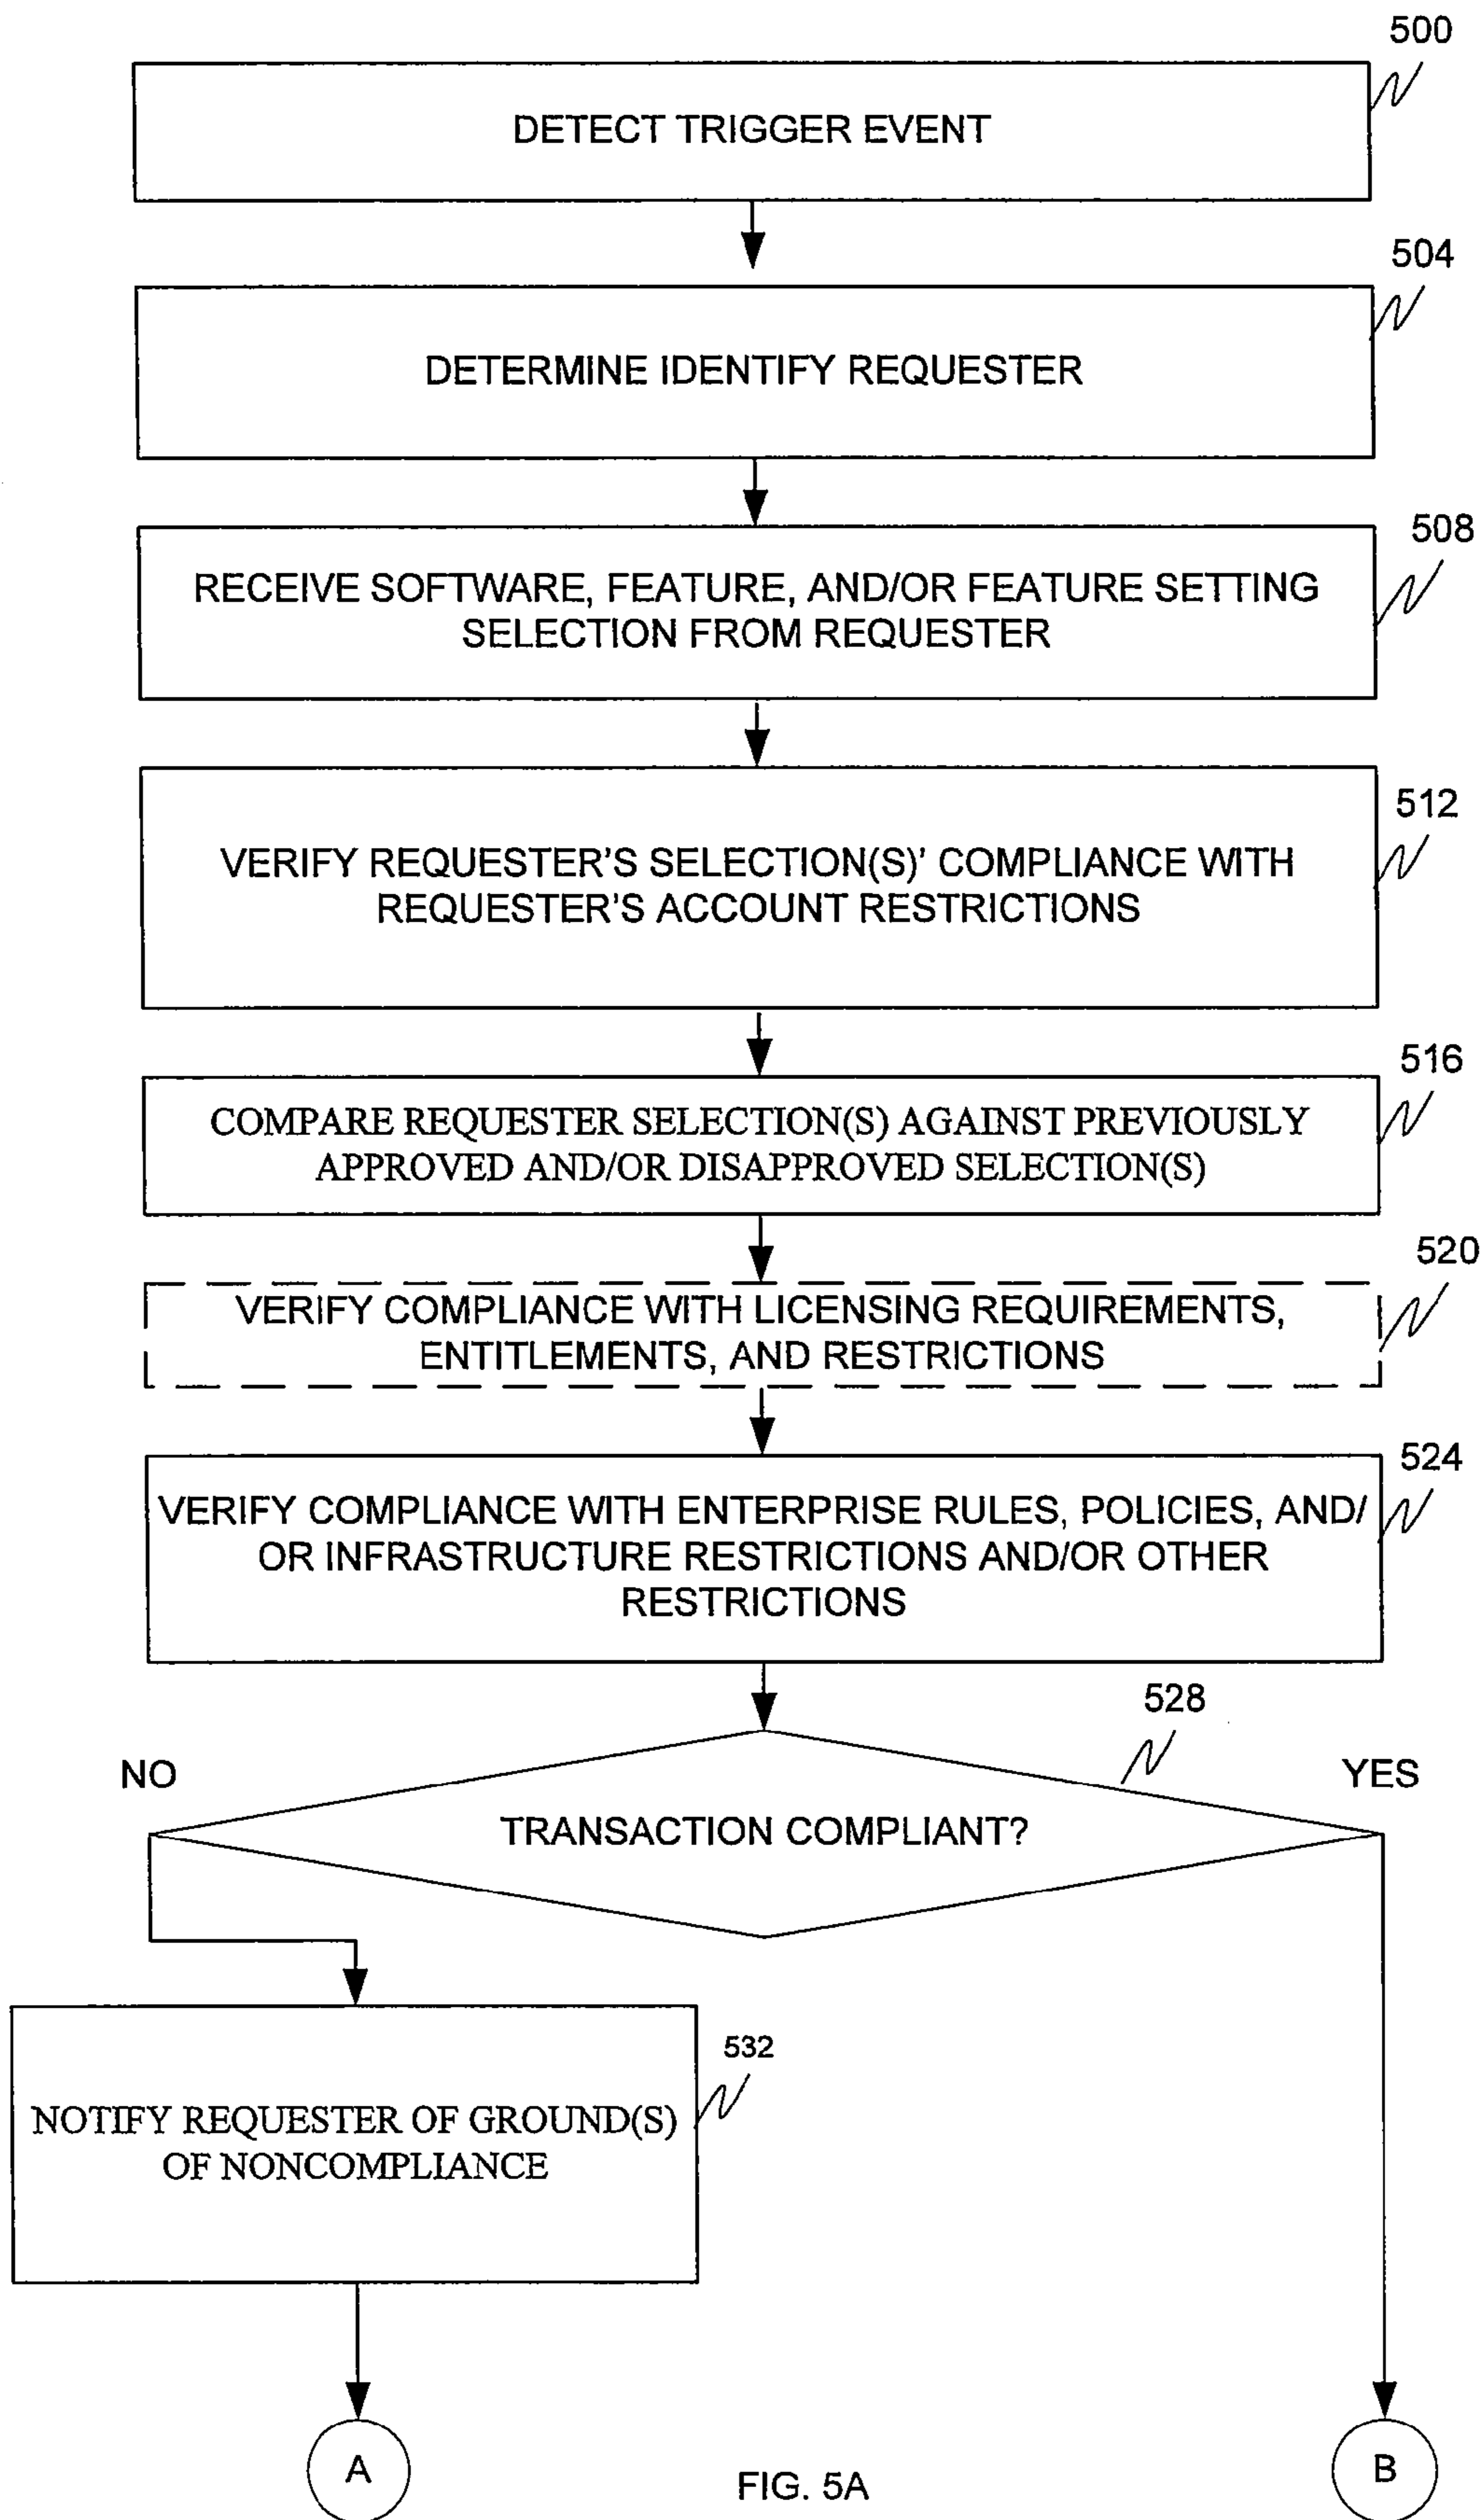 500
DETECT TRIGGER EVENT
504
DETERMINE IDENTIFY REQUESTER
508
RECEIVE SOFTWARE, FEATURE, AND/OR FEATURE SETTING
SELECTION FROM REQUESTER
512
VERIFY REQUESTER'S SELECTION(S)' COMPLIANCE WITH
REQUESTER'S ACCOUNT RESTRICTIONS
516
COMPARE REQUESTER SELECTION(S) AGAINST PREVIOUSLY
APPROVED AND/OR DISAPPROVED SELECTION(S)
520
VERIFY COMPLIANCE WITH LICENSING REQUIREMENTS,
ENTITLEMENTS, AND RESTRICTIONS
524
VERIFY COMPLIANCE WITH ENTERPRISE RULES, POLICIES, AND/
OR INFRASTRUCTURE RESTRICTIONS AND/OR OTHER
RESTRICTIONS
528
NO
YES
TRANSACTION COMPLIANT?
532
NOTIFY REQUESTER OF GROUND(S)
OF NONCOMPLIANCE
A
B
FIG. 5A